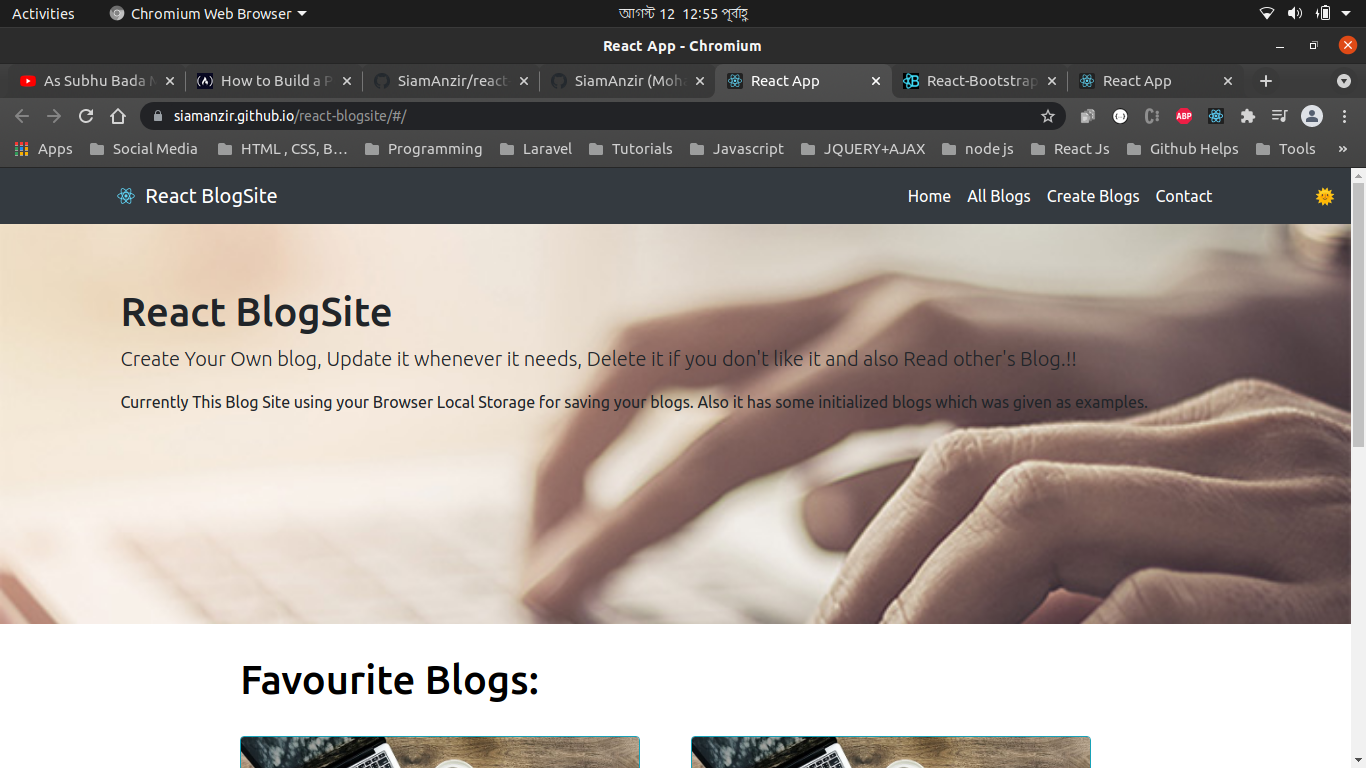 Activities Chromium Web Browser আগস্ট 12 12:55 পূর্বাহ্ণ
React App - Chromium
As Subhu Bada How to Build a P SiamAnzir/react- SiamAnzir (Moha React App React-Bootstrap React App
siamanzir.github.io/react-blogsite/#/ ABP
Apps Social Media HTML , CSS, B… Programming Laravel Tutorials Javascript JQUERY+AJAX node js React Js Github Helps Tools »
React BlogSite Home All Blogs Create Blogs Contact
React BlogSite
Create Your Own blog, Update it whenever it needs, Delete it if you don't like it and also Read other's Blog.!!
Currently This Blog Site using your Browser Local Storage for saving your blogs. Also it has some initialized blogs which was given as examples.
Favourite Blogs: